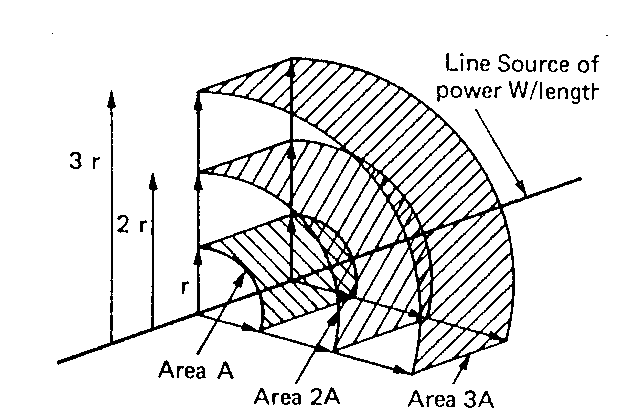 Line Source of
power W/length
3 r
2 r
r
Area A
Area 2A
Area 3A